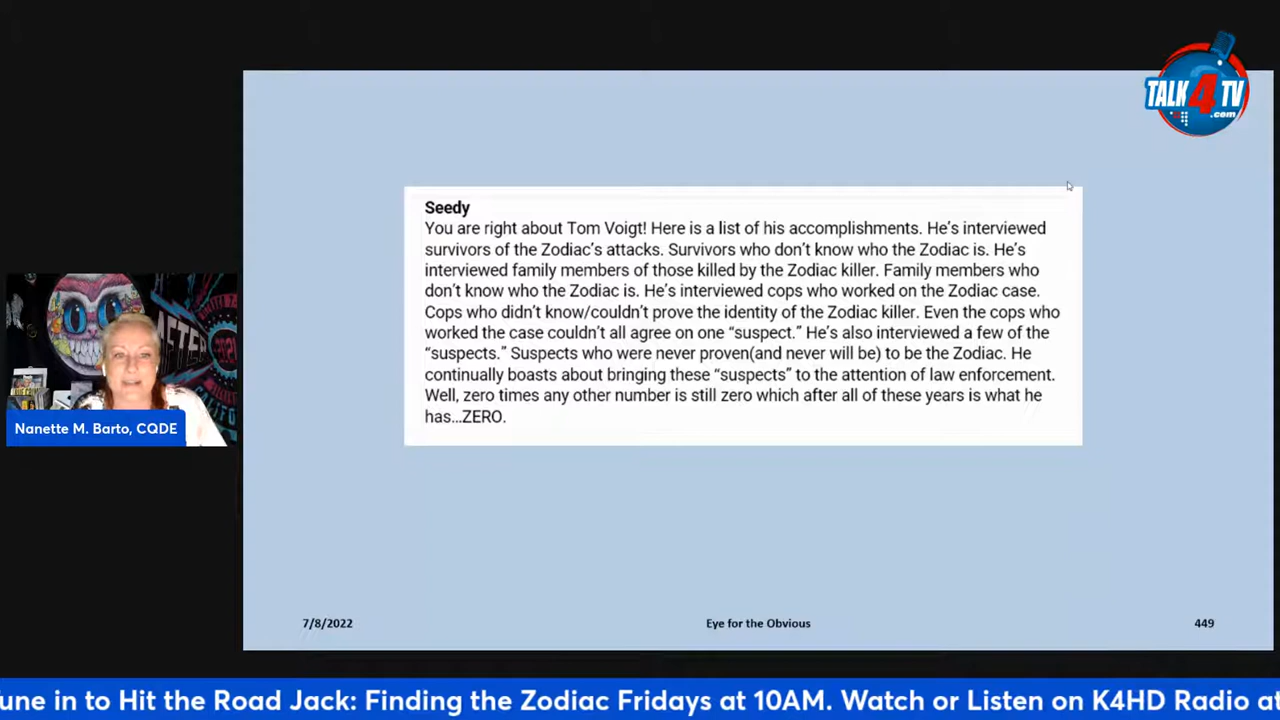 TALK 4 TV
.com
Seedy
You are right about Tom Voigt! Here is a list of his accomplishments. He's interviewed
survivors of the Zodiac's attacks. Survivors who don't know who the Zodiac is. He's
interviewed family members of those killed by the Zodiac killer. Family members who
don't know who the Zodiac is. He's interviewed cops who worked on the Zodiac case.
Cops who didn't know/couldn't prove the identity of the Zodiac killer. Even the cops who
worked the case couldn't all agree on one “suspect.” He's also interviewed a few of the
“suspects.” Suspects who were never proven(and never will be) to be the Zodiac. He
continually boasts about bringing these “suspects” to the attention of law enforcement.
Well, zero times any other number is still zero which after all of these years is what he
has...ZERO.
AFTER
Nanette M. Barto, CQDE
7/8/2022 Eye for the Obvious 449
une in to Hit the Road Jack: Finding the Zodiac Fridays at 10AM. Watch or Listen on K4HD Radio at